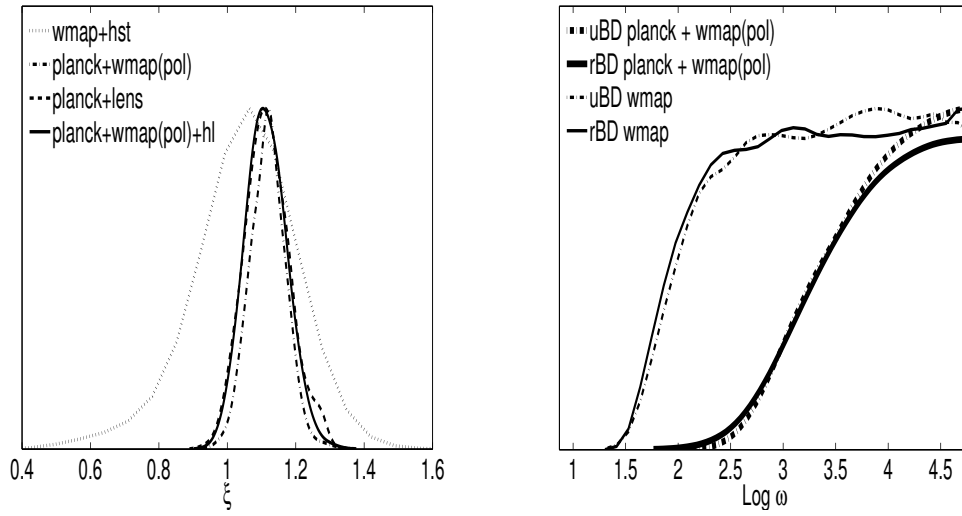 wmap+hst
planck+wmap(pol)
planck+lens
planck+wmap(pol)+hl
0.4 0.6 0.8 1 1.2 1.4 1.6
ξ
uBD planck + wmap(pol)
rBD planck + wmap(pol)
uBD wmap
rBD wmap
1 1.5 2 2.5 3 3.5 4 4.5
Log ω